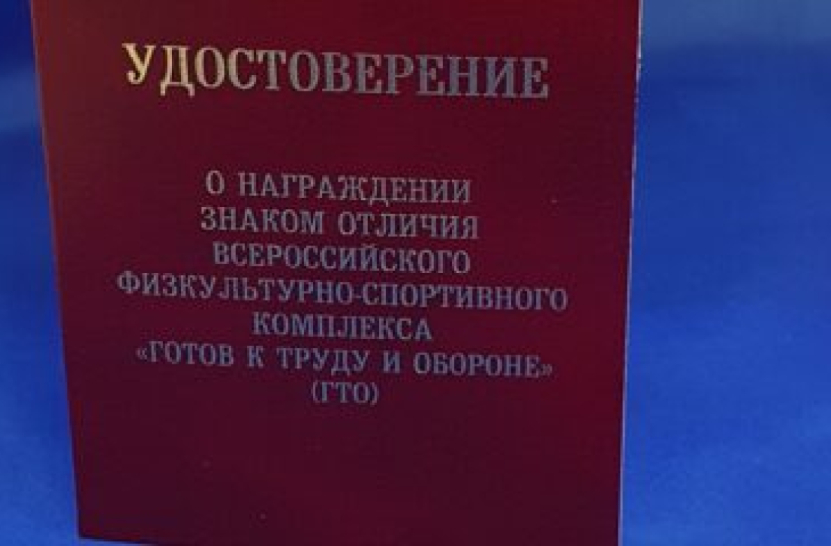 УДОСТОВЕРЕНИЕ
О НАГРАЖДЕНИИ
ЗНАКОМ ОТЛИЧИЯ
ВСЕРОССИЙСКОГО
ФИЗКУЛЬТУРНО-СПОРТИВНОГО
КОМПЛЕКСА
«ГОТОВ К ТРУДУ И ОБОРОНЕ»
(ГТО)